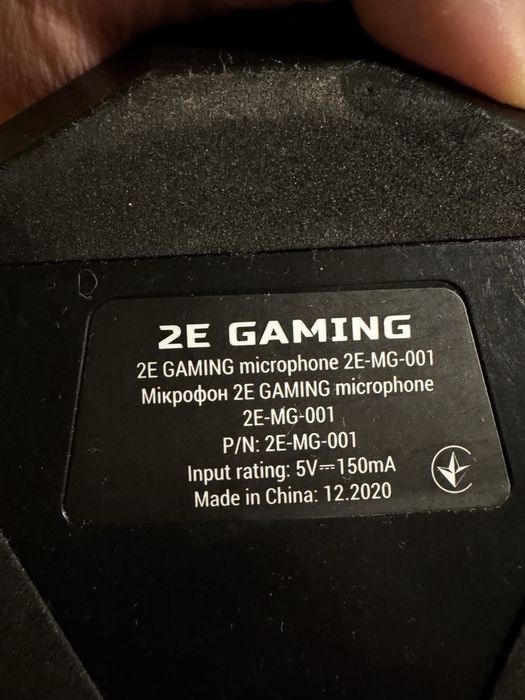 2E GAMING
2E GAMING microphone 2E-MG-001
Мікрофон 2E GAMING microphone
2E-MG-001
P/N: 2E-MG-001
Input rating: 5V⎓150mA
Made in China: 12.2020